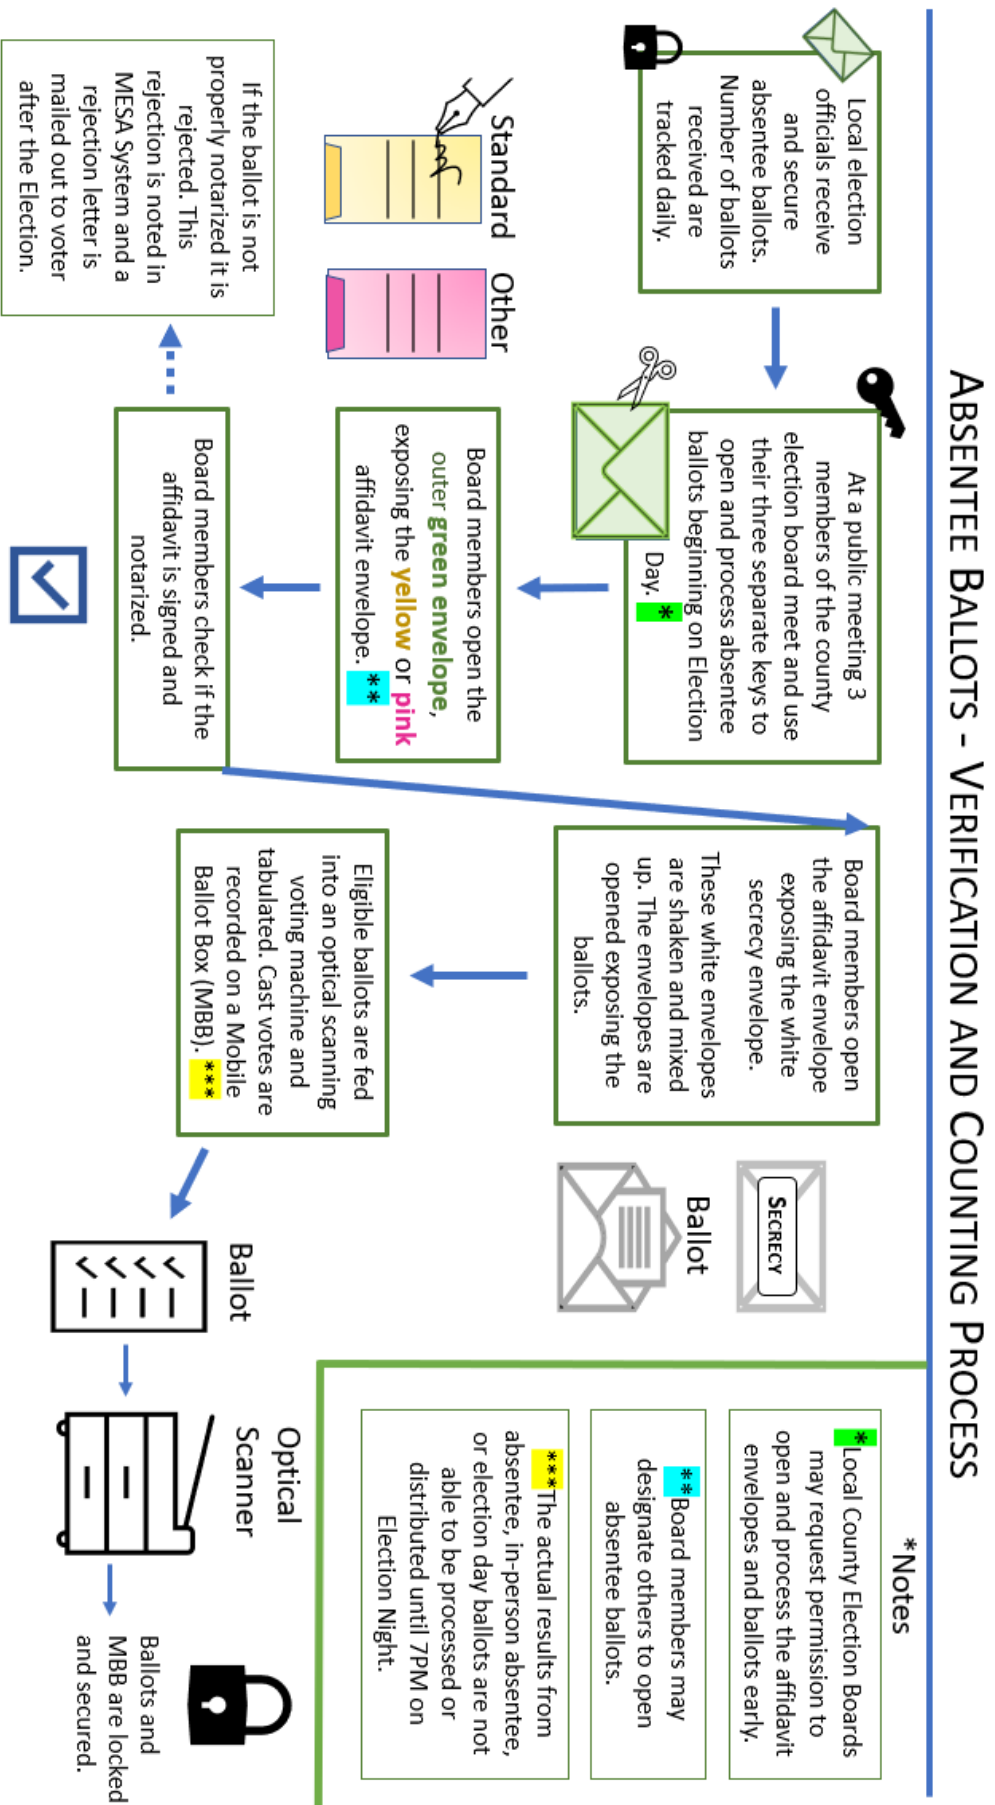 ABSENTEE BALLOTS - VERIFICATION AND COUNTING PROCESS
Local election
officials receive
and secure
absentee ballots.
Number of ballots
received are
tracked daily.
At a public meeting 3
members of the county
election board meet and use
their three separate keys to
open and process absentee
ballots beginning on Election
Day. *
Standard
Other
Board members open the
outer green envelope,
exposing the yellow or pink
affidavit envelope. **
Board members check if the
affidavit is signed and
notarized.
If the ballot is not
properly notarized it is
rejected. This
rejection is noted in
MESA System and a
rejection letter is
mailed out to voter
after the Election.
Board members open
the affidavit envelope
exposing the white
secrecy envelope.
These white envelopes
are shaken and mixed
up. The envelopes are
opened exposing the
ballots.
SECRECY
Ballot
Eligible ballots are fed
into an optical scanning
voting machine and
tabulated. Cast votes are
recorded on a Mobile
Ballot Box (MBB). ***
Ballot
Optical
Scanner
Ballots and
MBB are locked
and secured.
*Notes
*Local County Election Boards
may request permission to
open and process the affidavit
envelopes and ballots early.
**Board members may
designate others to open
absentee ballots.
***The actual results from
absentee, in-person absentee,
or election day ballots are not
able to be processed or
distributed until 7PM on
Election Night.